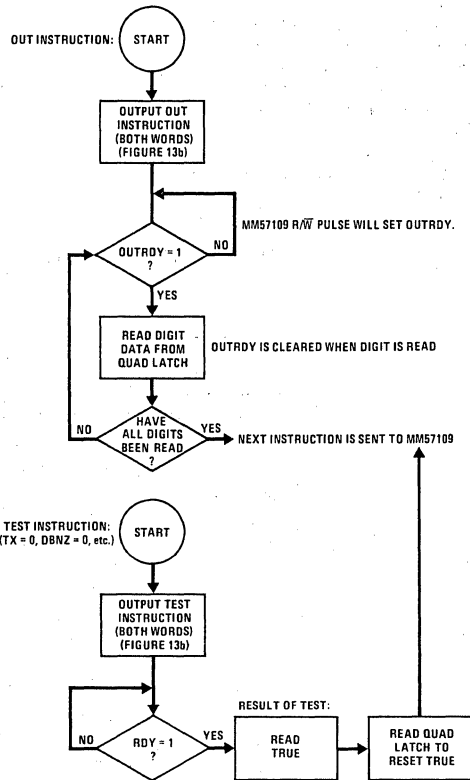 OUT INSTRUCTION:
START
OUTPUT OUT
INSTRUCTION
(BOTH WORDS)
(FIGURE 13b)
MM57109 R/W̅ PULSE WILL SET OUTRDY.
OUTRDY = 1
?
NO
YES
READ DIGIT
DATA FROM
QUAD LATCH
OUTRDY IS CLEARED WHEN DIGIT IS READ
HAVE
ALL DIGITS
BEEN READ
?
NO
YES
NEXT INSTRUCTION IS SENT TO MM57109
TEST INSTRUCTION:
(TX = 0, DBNZ = 0, etc.)
START
OUTPUT TEST
INSTRUCTION
(BOTH WORDS)
(FIGURE 13b)
RDY = 1
?
NO
YES
RESULT OF TEST:
READ
TRUE
READ QUAD
LATCH TO
RESET TRUE